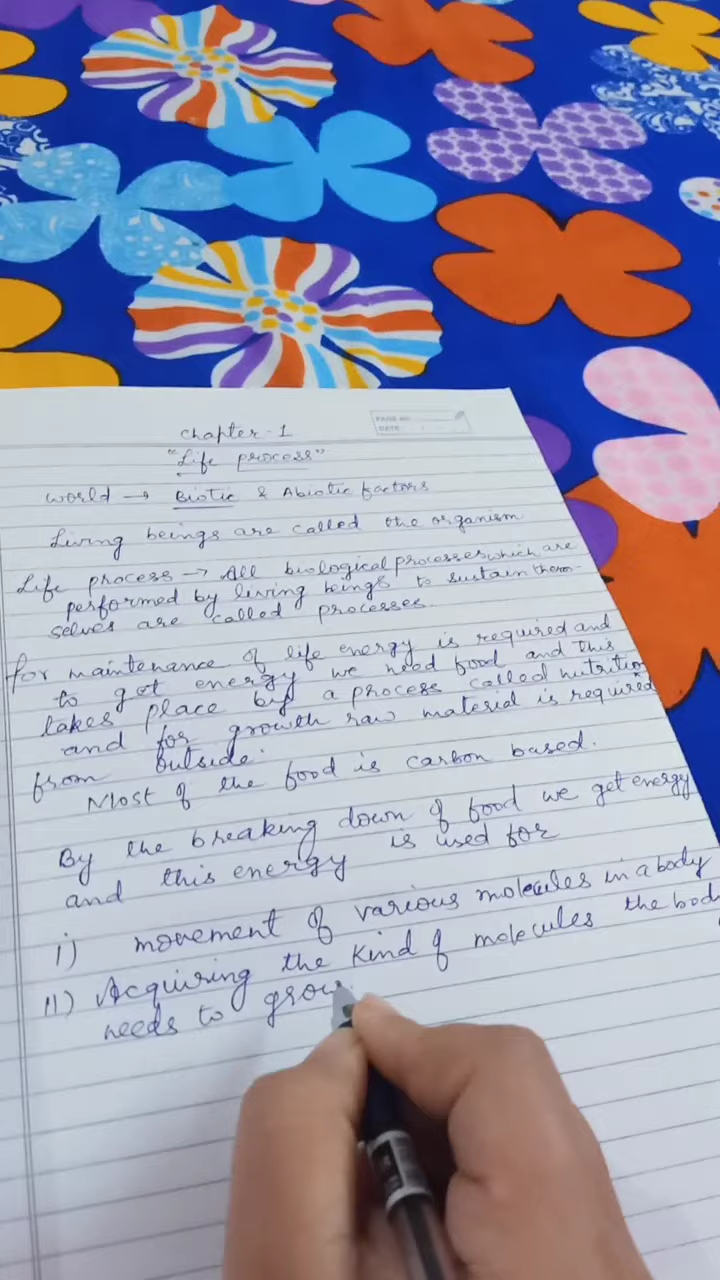 PAGE NO.
DATE
Chapter-1
"Life process"
World → Biotic & Abiotic factors
Living beings are called the organism
Life process → All biological processes which are
performed by living beings to sustain them-
selves are called processes.
for maintenance of life energy is required and
to get energy we need food and this
takes place by a process called nutrition
and for growth raw material is required
from outside.
Most of the food is carbon based.
By the breaking down of food we get energy
and this energy is used for
i) movement of various molecules in a body
II) Acquiring the kind of molecules the body
needs to grow